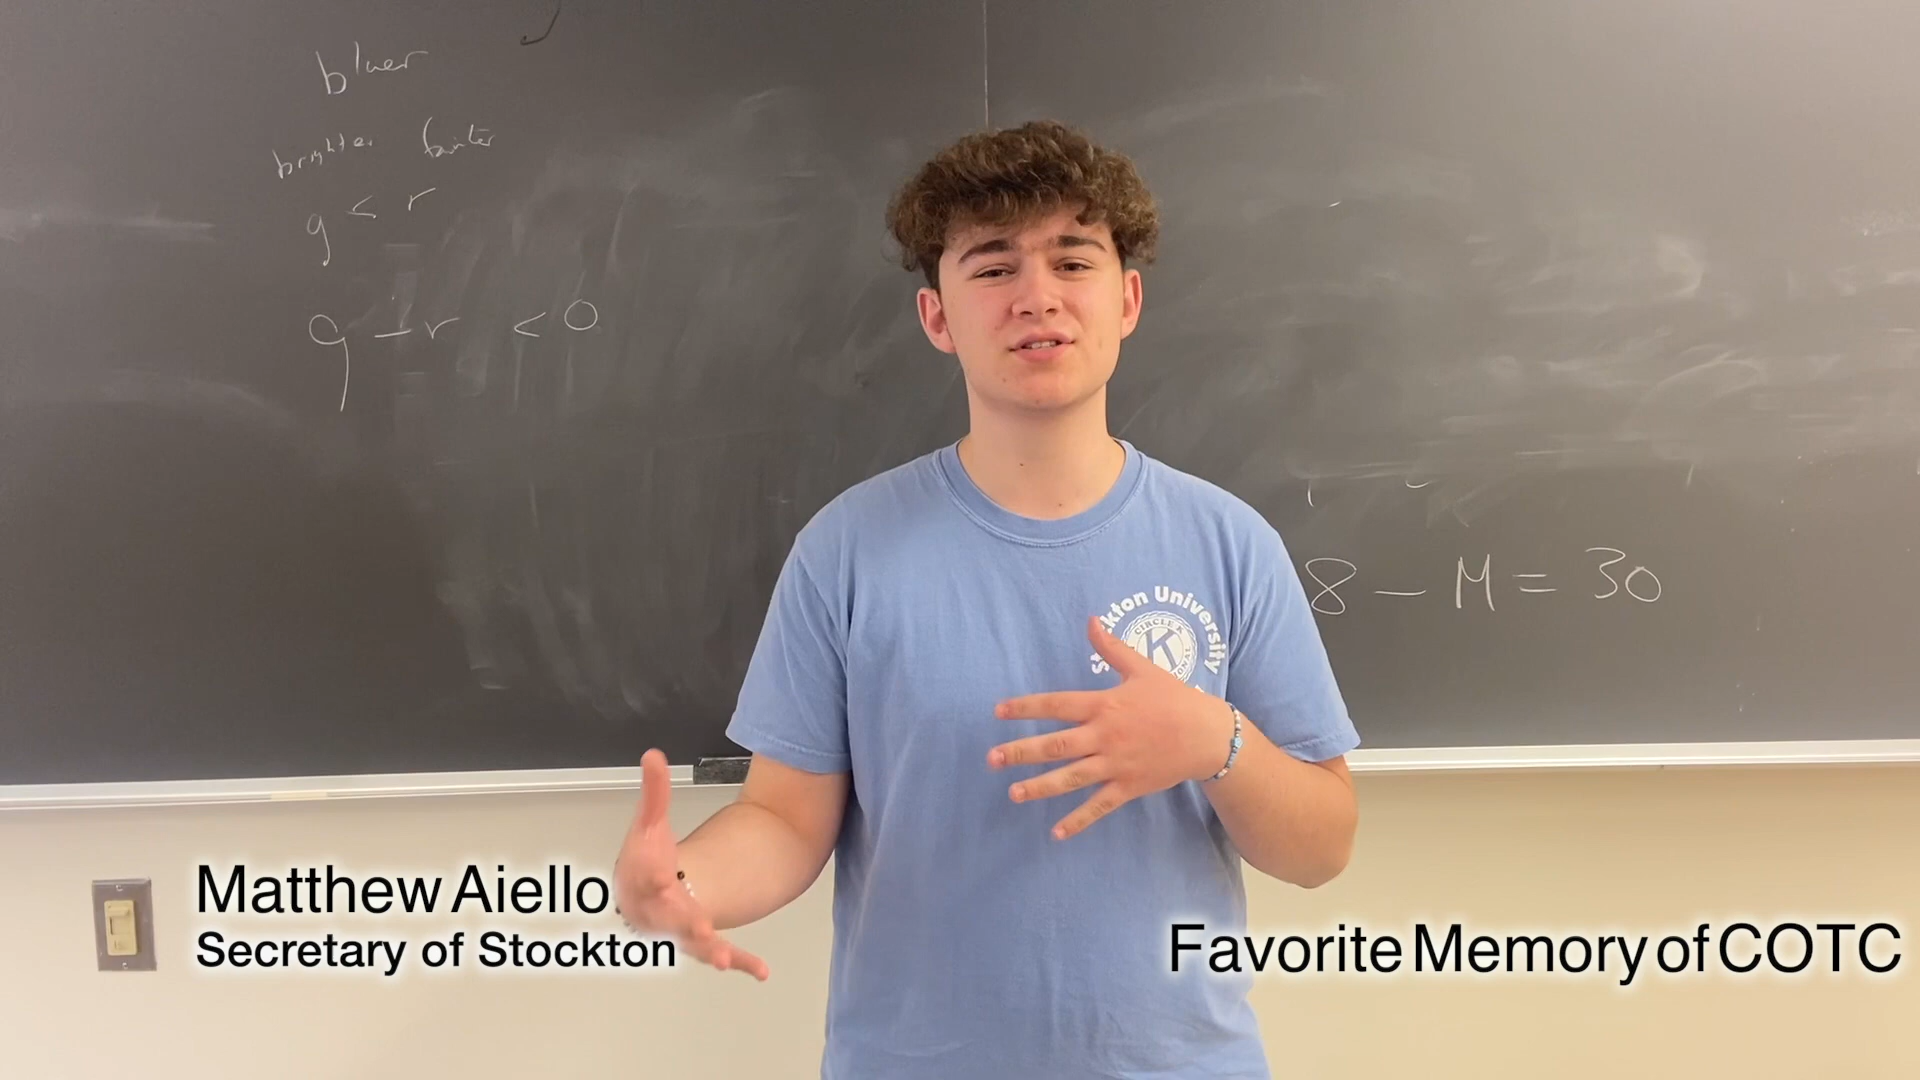 bluer
brighter fainter
g < r
g - r < 0
8 - M = 30
Stockton University
CIRCLE K
K
Matthew Aiello
Secretary of Stockton
Favorite Memory of COTC